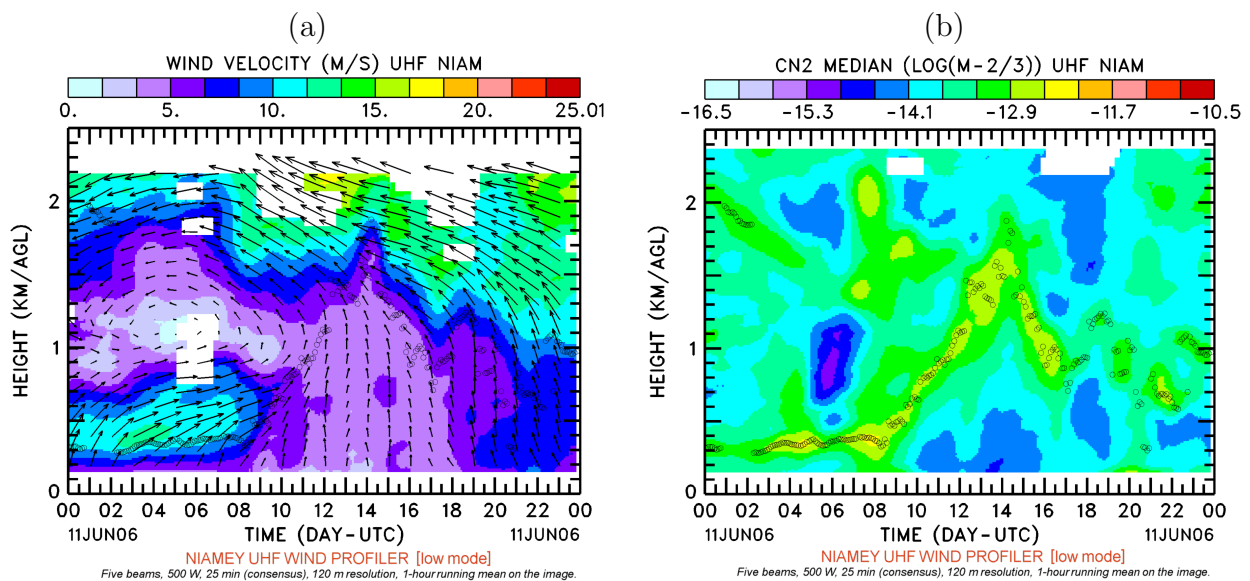 (a)
WIND VELOCITY (M/S) UHF NIAM
0. 5. 10. 15. 20. 25.01
HEIGHT (KM/AGL)
2
1
0
00 02 04 06 08 10 12 14 16 18 20 22 00
11JUN06 TIME (DAY-UTC) 11JUN06
NIAMEY UHF WIND PROFILER [low mode]
Five beams, 500 W, 25 min (consensus), 120 m resolution, 1-hour running mean on the image.
(b)
CN2 MEDIAN (LOG(M-2/3)) UHF NIAM
-16.5 -15.3 -14.1 -12.9 -11.7 -10.5
HEIGHT (KM/AGL)
2
1
0
00 02 04 06 08 10 12 14 16 18 20 22 00
11JUN06 TIME (DAY-UTC) 11JUN06
NIAMEY UHF WIND PROFILER [low mode]
Five beams, 500 W, 25 min (consensus), 120 m resolution, 1-hour running mean on the image.